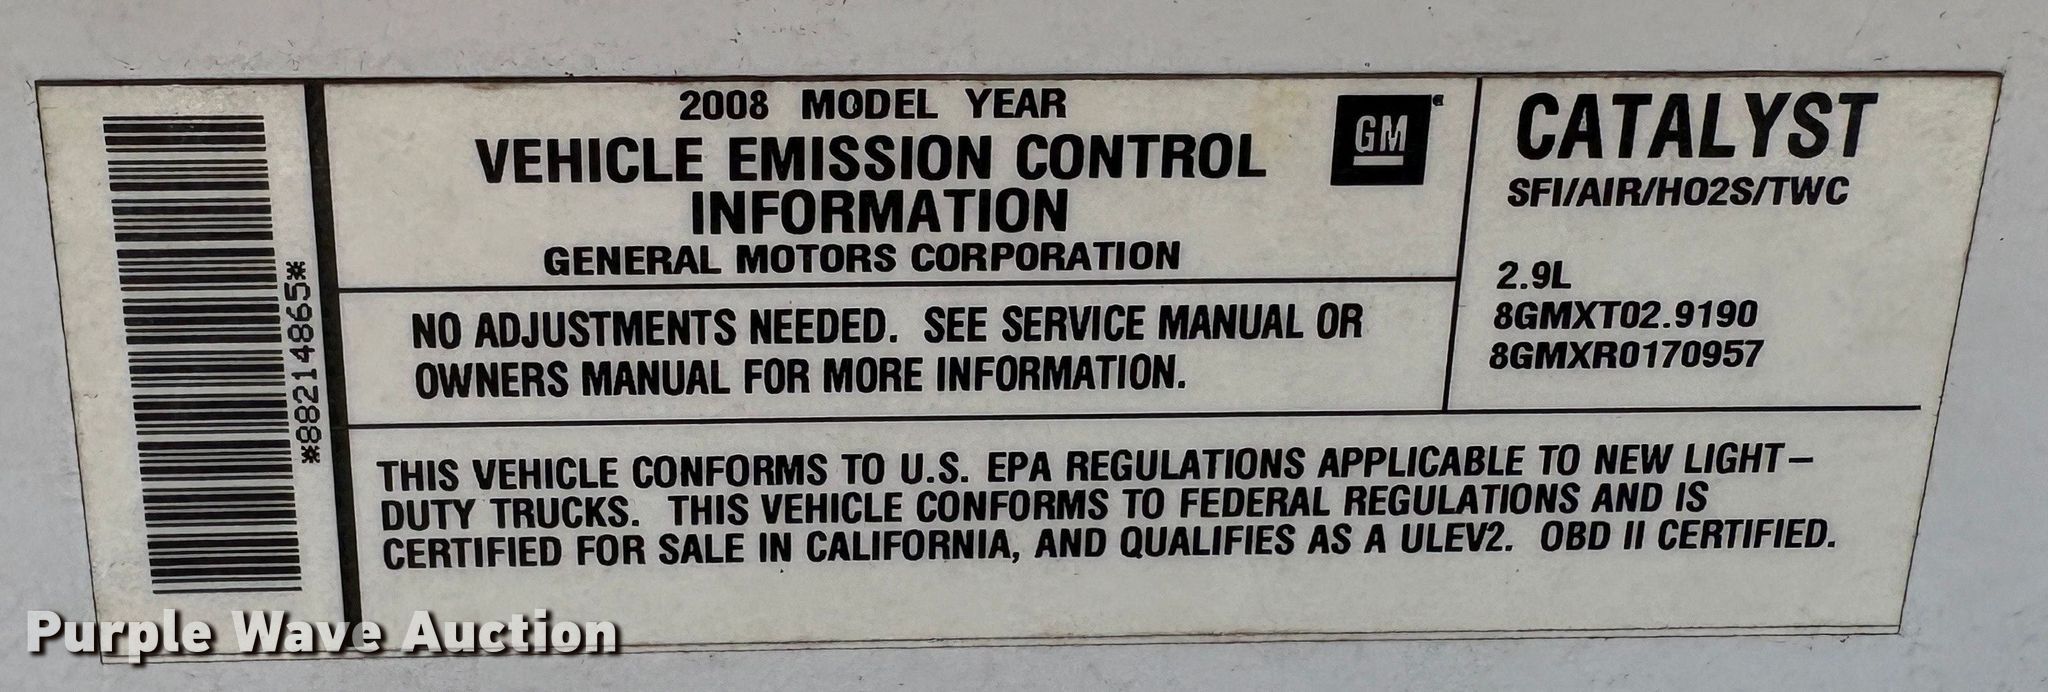 *88214865*
2008 MODEL YEAR
VEHICLE EMISSION CONTROL
INFORMATION
GENERAL MOTORS CORPORATION
GM
NO ADJUSTMENTS NEEDED. SEE SERVICE MANUAL OR
OWNERS MANUAL FOR MORE INFORMATION.
CATALYST
SFI/AIR/HO2S/TWC
2.9L
8GMXT02.9190
8GMXR0170957
THIS VEHICLE CONFORMS TO U.S. EPA REGULATIONS APPLICABLE TO NEW LIGHT–
DUTY TRUCKS. THIS VEHICLE CONFORMS TO FEDERAL REGULATIONS AND IS
CERTIFIED FOR SALE IN CALIFORNIA, AND QUALIFIES AS A ULEV2. OBD II CERTIFIED.
Purple Wave Auction